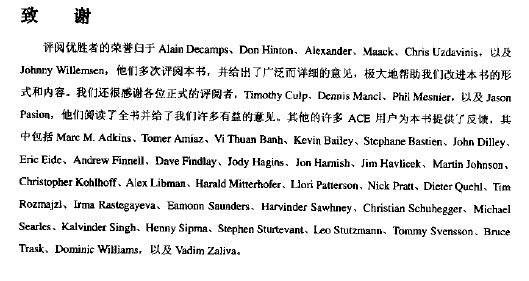 致 谢
评阅优胜者的荣誉归于 Alain Decamps、Don Hinton、Alexander、Maack、Chris Uzdavinis，以及
Johnny Willemsen，他们多次评阅本书，并给出了广泛而详细的意见，极大地帮助我们改进本书的形
式和内容。我们还很感谢各位正式的评阅者，Timothy Culp、Dennis Mancl、Phil Mesnier，以及 Jason
Pasion，他们阅读了全书并给了我们许多有益的意见。其他的许多 ACE 用户为本书提供了反馈，其
中包括 Marc M. Adkins、Tomer Amiaz、Vi Thuan Banh、Kevin Bailey、Stephane Bastien、John Dilley、
Eric Eide、Andrew Finnell、Dave Findlay、Jody Hagins、Jon Harnish、Jim Havlicek、Martin Johnson、
Christopher Kohlhoff、Alex Libman、Harald Mitterhofer、Llori Patterson、Nick Pratt、Dieter Quehl、Tim
Rozmajzl、Irma Rastegayeva、Eamonn Saunders、Harvinder Sawhney、Christian Schuhegger、Michael
Searles、Kalvinder Singh、Henny Sipma、Stephen Sturtevant、Leo Stutzmann、Tommy Svensson、Bruce
Trask、Dominic Williams，以及 Vadim Zaliva。